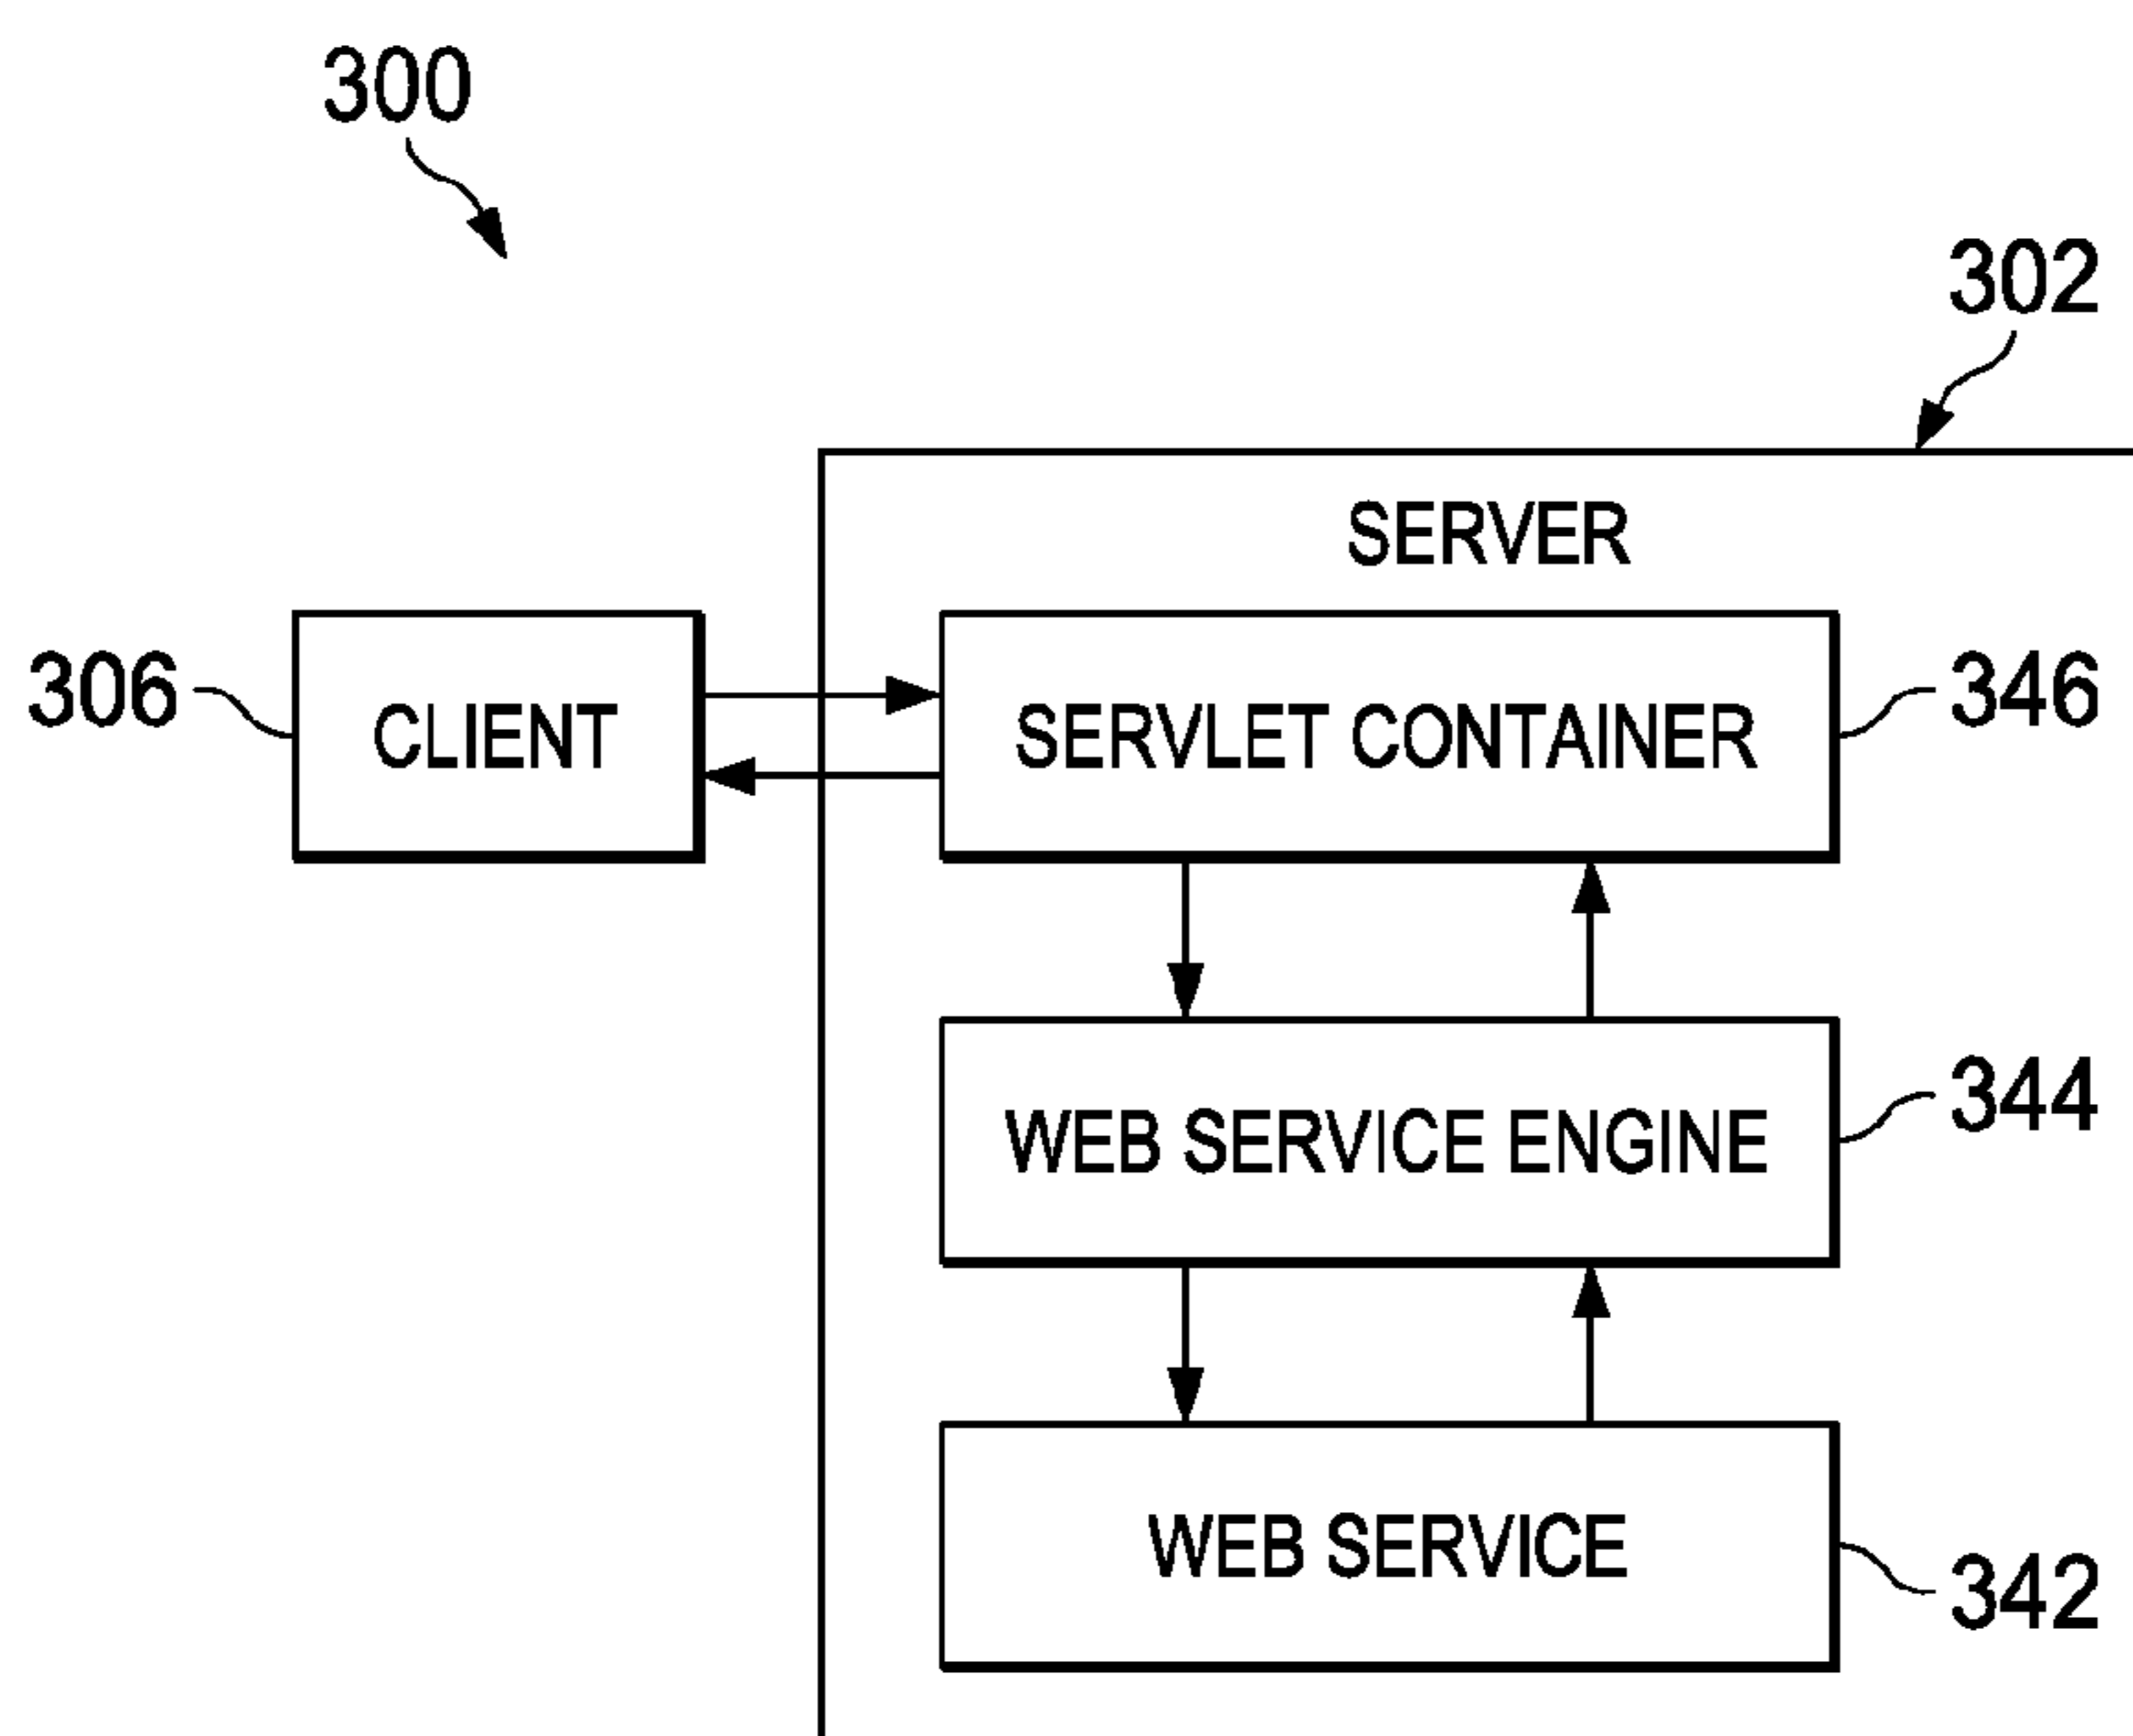 300
302
SERVER
306
CLIENT
SERVLET CONTAINER
346
WEB SERVICE ENGINE
344
WEB SERVICE
342